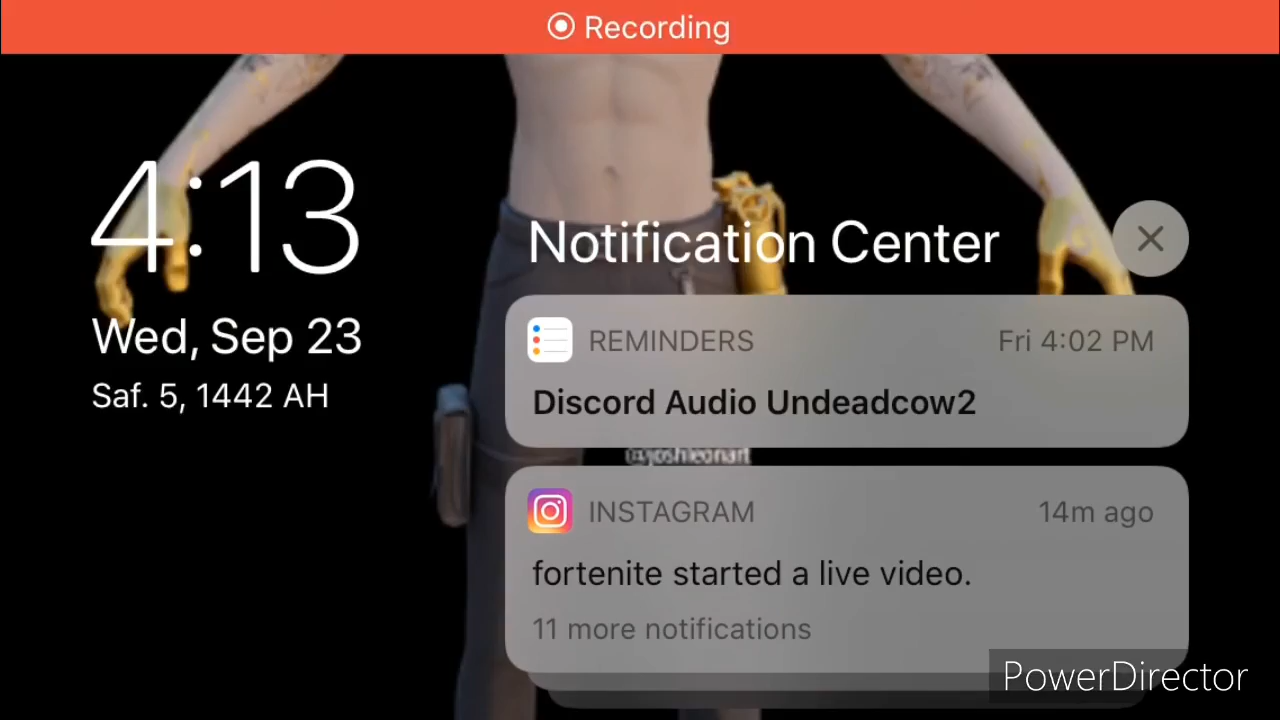 Recording
4:13
Wed, Sep 23
Saf. 5, 1442 AH
Notification Center
REMINDERS Fri 4:02 PM
Discord Audio Undeadcow2
@joshleonart
INSTAGRAM 14m ago
fortenite started a live video.
11 more notifications
PowerDirector